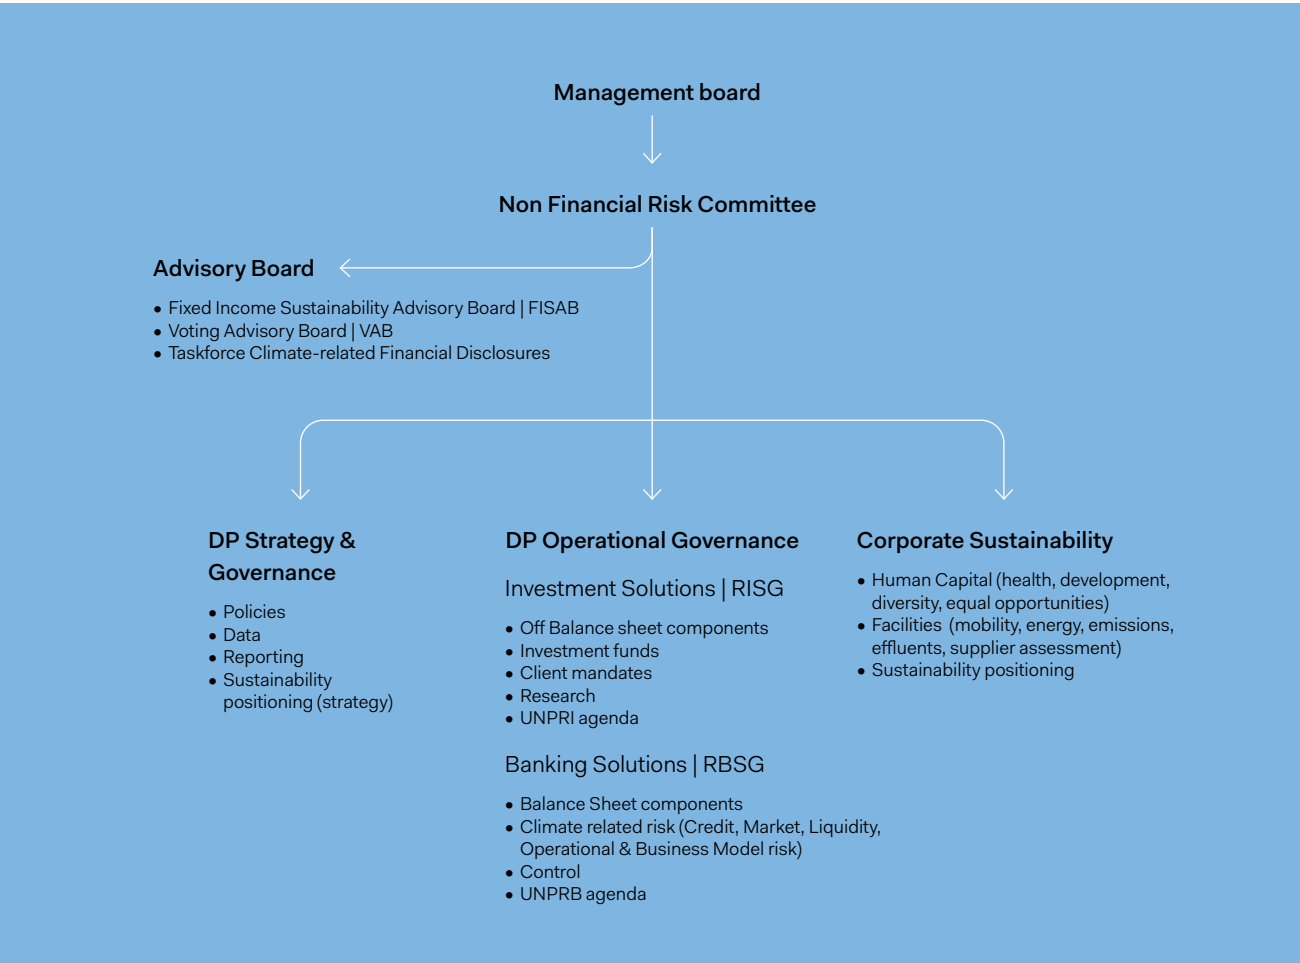 Management board
Non Financial Risk Committee
Advisory Board
• Fixed Income Sustainability Advisory Board | FISAB
• Voting Advisory Board | VAB
• Taskforce Climate-related Financial Disclosures
DP Strategy &
Governance
• Policies
• Data
• Reporting
• Sustainability
positioning (strategy)
DP Operational Governance
Investment Solutions | RISG
• Off Balance sheet components
• Investment funds
• Client mandates
• Research
• UNPRI agenda
Banking Solutions | RBSG
• Balance Sheet components
• Climate related risk (Credit, Market, Liquidity,
Operational & Business Model risk)
• Control
• UNPRB agenda
Corporate Sustainability
• Human Capital (health, development,
diversity, equal opportunities)
• Facilities (mobility, energy, emissions,
effluents, supplier assessment)
• Sustainability positioning